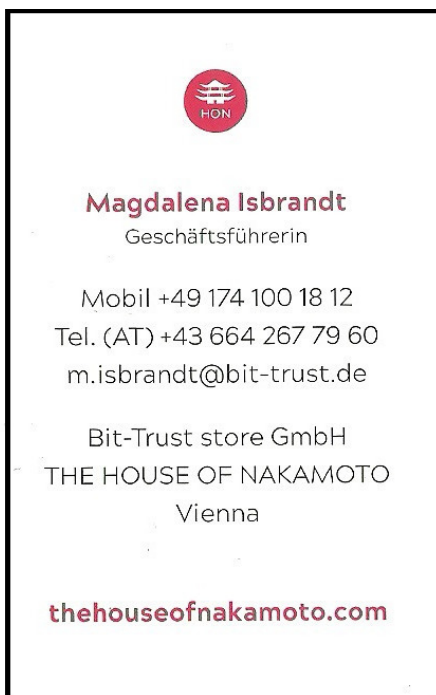 HON
Magdalena Isbrandt
Geschäftsführerin
Mobil +49 174 100 18 12
Tel. (AT) +43 664 267 79 60
m.isbrandt@bit-trust.de
Bit-Trust store GmbH
THE HOUSE OF NAKAMOTO
Vienna
thehouseofnakamoto.com